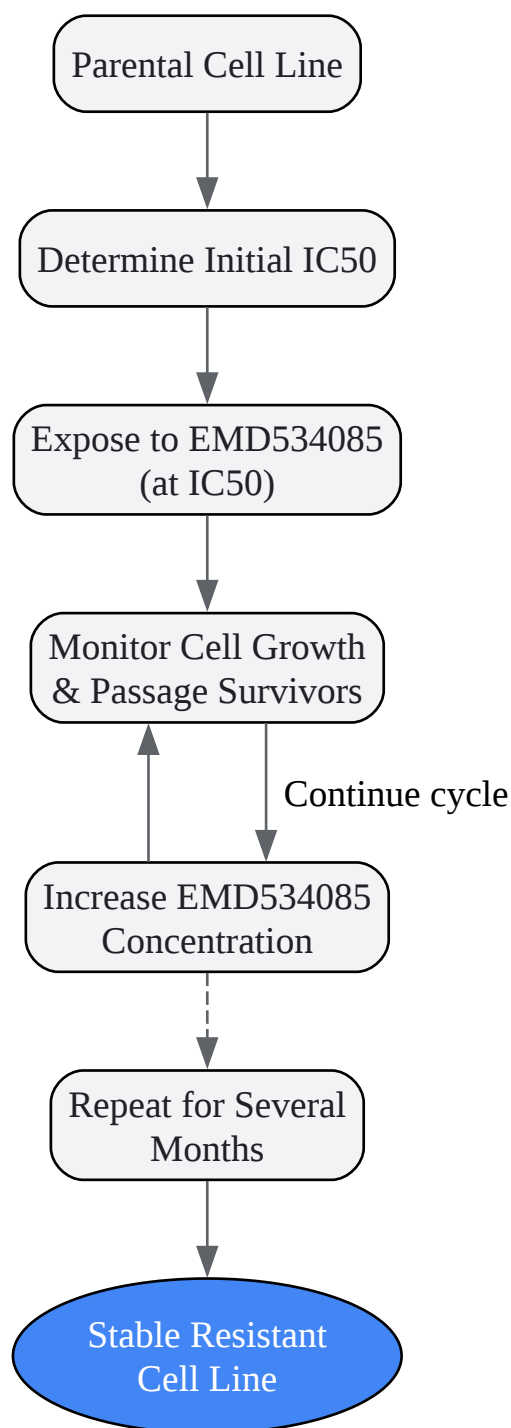 Parental Cell Line
Determine Initial IC50
Expose to EMD534085
(at IC50)
Monitor Cell Growth
& Passage Survivors
Continue cycle
Increase EMD534085
Concentration
Repeat for Several
Months
Stable Resistant
Cell Line